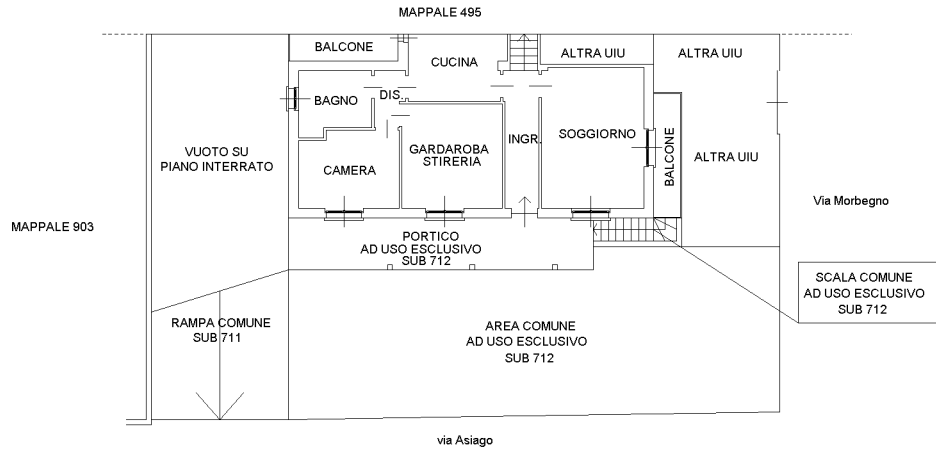 MAPPALE 495
BALCONE
CUCINA
ALTRA UIU
ALTRA UIU
BAGNO
DIS.
INGR.
SOGGIORNO
GARDAROBA
STIRERIA
CAMERA
BALCONE
ALTRA UIU
VUOTO SU
PIANO INTERRATO
Via Morbegno
MAPPALE 903
PORTICO
AD USO ESCLUSIVO
SUB 712
SCALA COMUNE
AD USO ESCLUSIVO
SUB 712
RAMPA COMUNE
SUB 711
AREA COMUNE
AD USO ESCLUSIVO
SUB 712
via Asiago